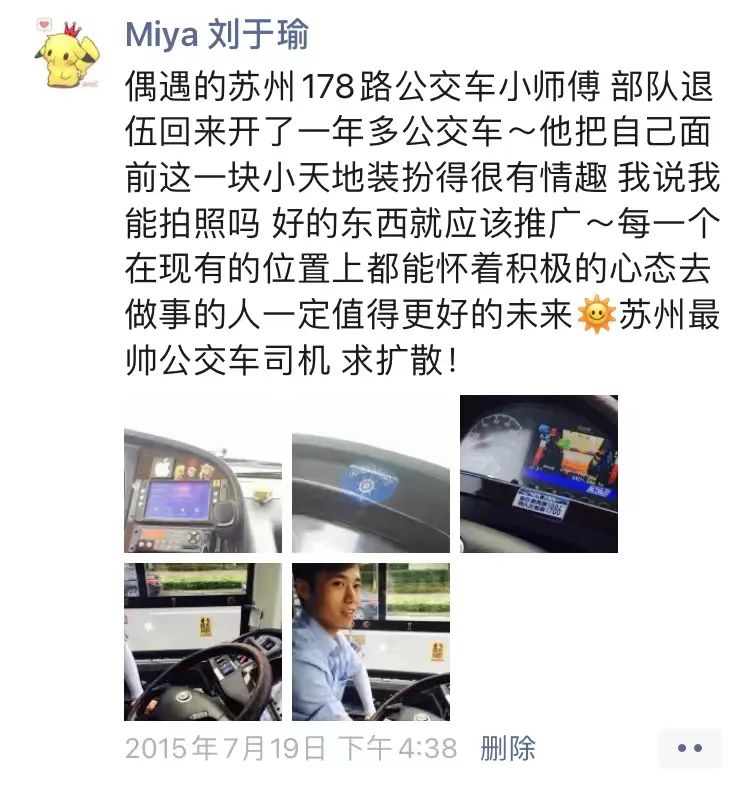 Miya 刘于瑜
偶遇的苏州178路公交车小师傅 部队退
伍回来开了一年多公交车～他把自己面
前这一块小天地装扮得很有情趣 我说我
能拍照吗 好的东西就应该推广～每一个
在现有的位置上都能怀着积极的心态去
做事的人一定值得更好的未来🌞苏州最
帅公交车司机 求扩散！
2015年7月19日 下午4:38 删除